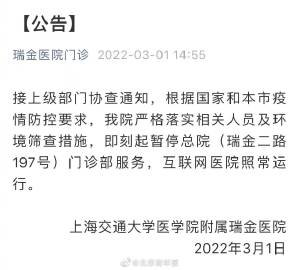 【公告】
瑞金医院门诊 2022-03-01 14:55
接上级部门协查通知，根据国家和本市疫
情防控要求，我院严格落实相关人员及环
境筛查措施，即刻起暂停总院（瑞金二路
197号）门诊部服务，互联网医院照常运
行。
上海交通大学医学院附属瑞金医院
2022年3月1日